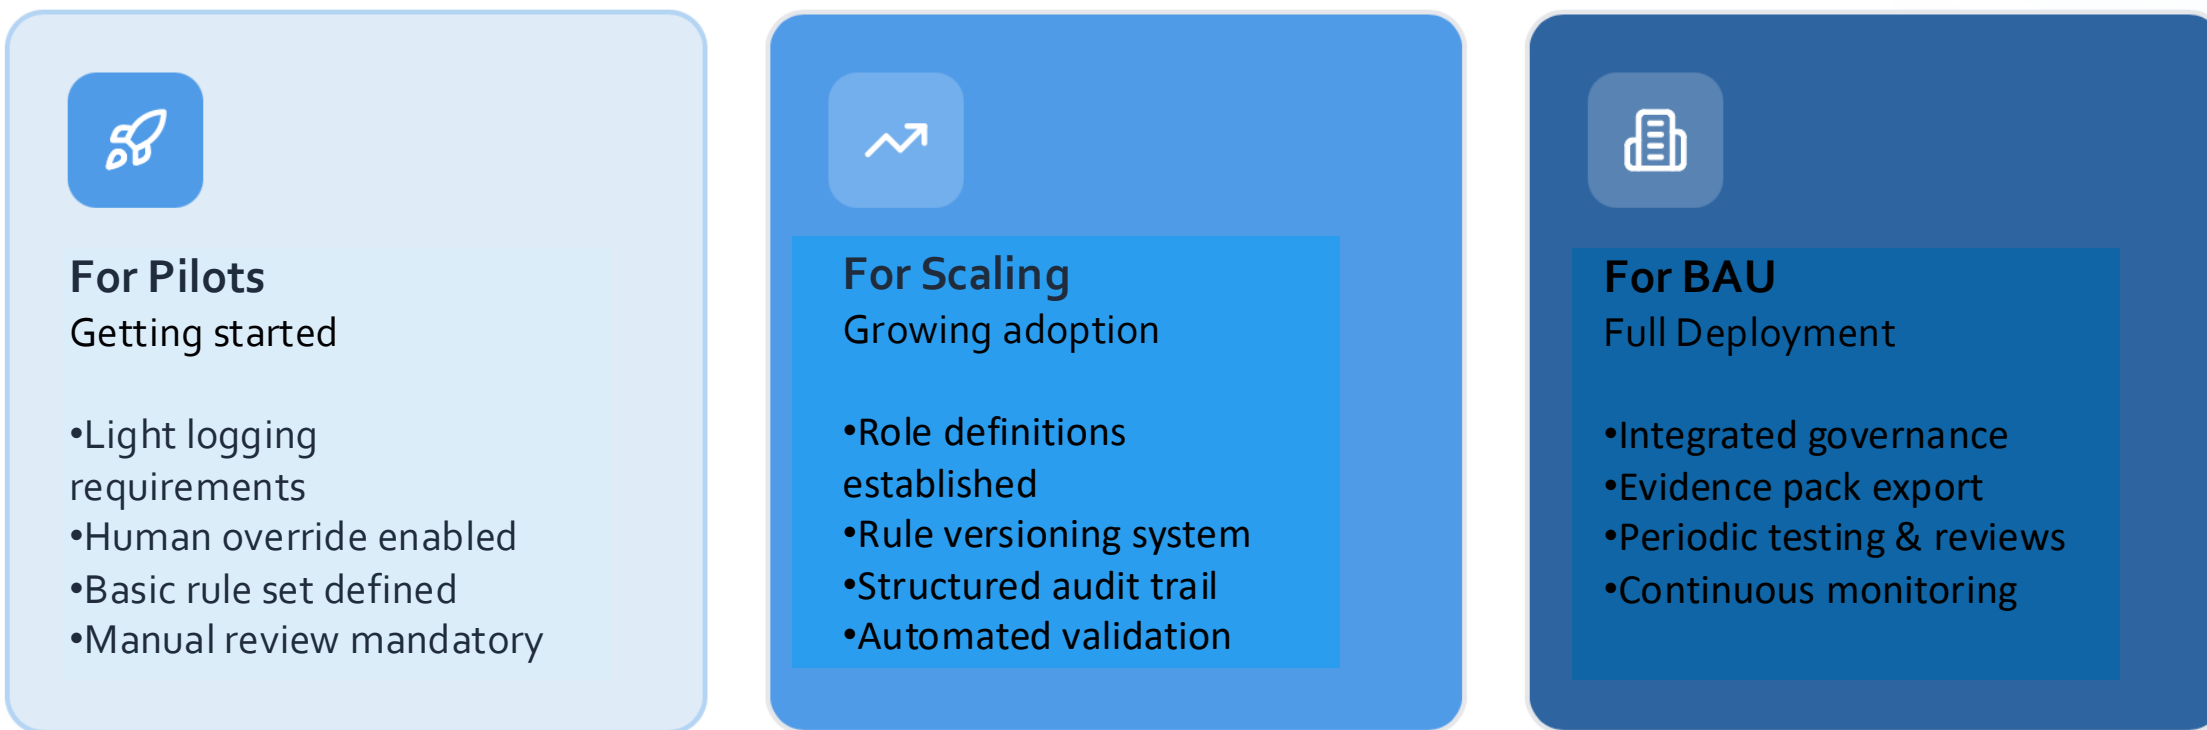 For Pilots
Getting started
•Light logging
requirements
•Human override enabled
•Basic rule set defined
•Manual review mandatory
For Scaling
Growing adoption
•Role definitions
established
•Rule versioning system
•Structured audit trail
•Automated validation
For BAU
Full Deployment
•Integrated governance
•Evidence pack export
•Periodic testing & reviews
•Continuous monitoring